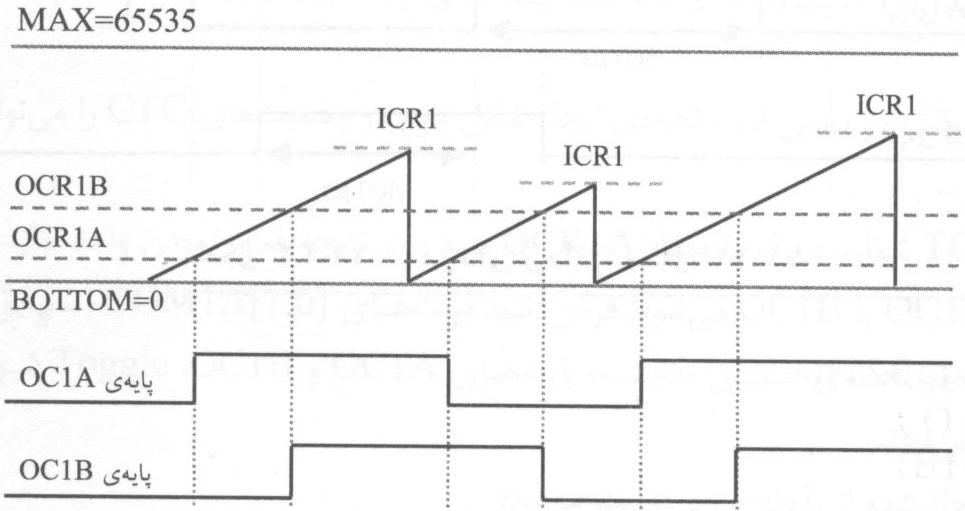 MAX=65535
ICR1
ICR1
ICR1
OCR1B
OCR1A
BOTTOM=0
پایه‌ی OC1A
پایه‌ی OC1B